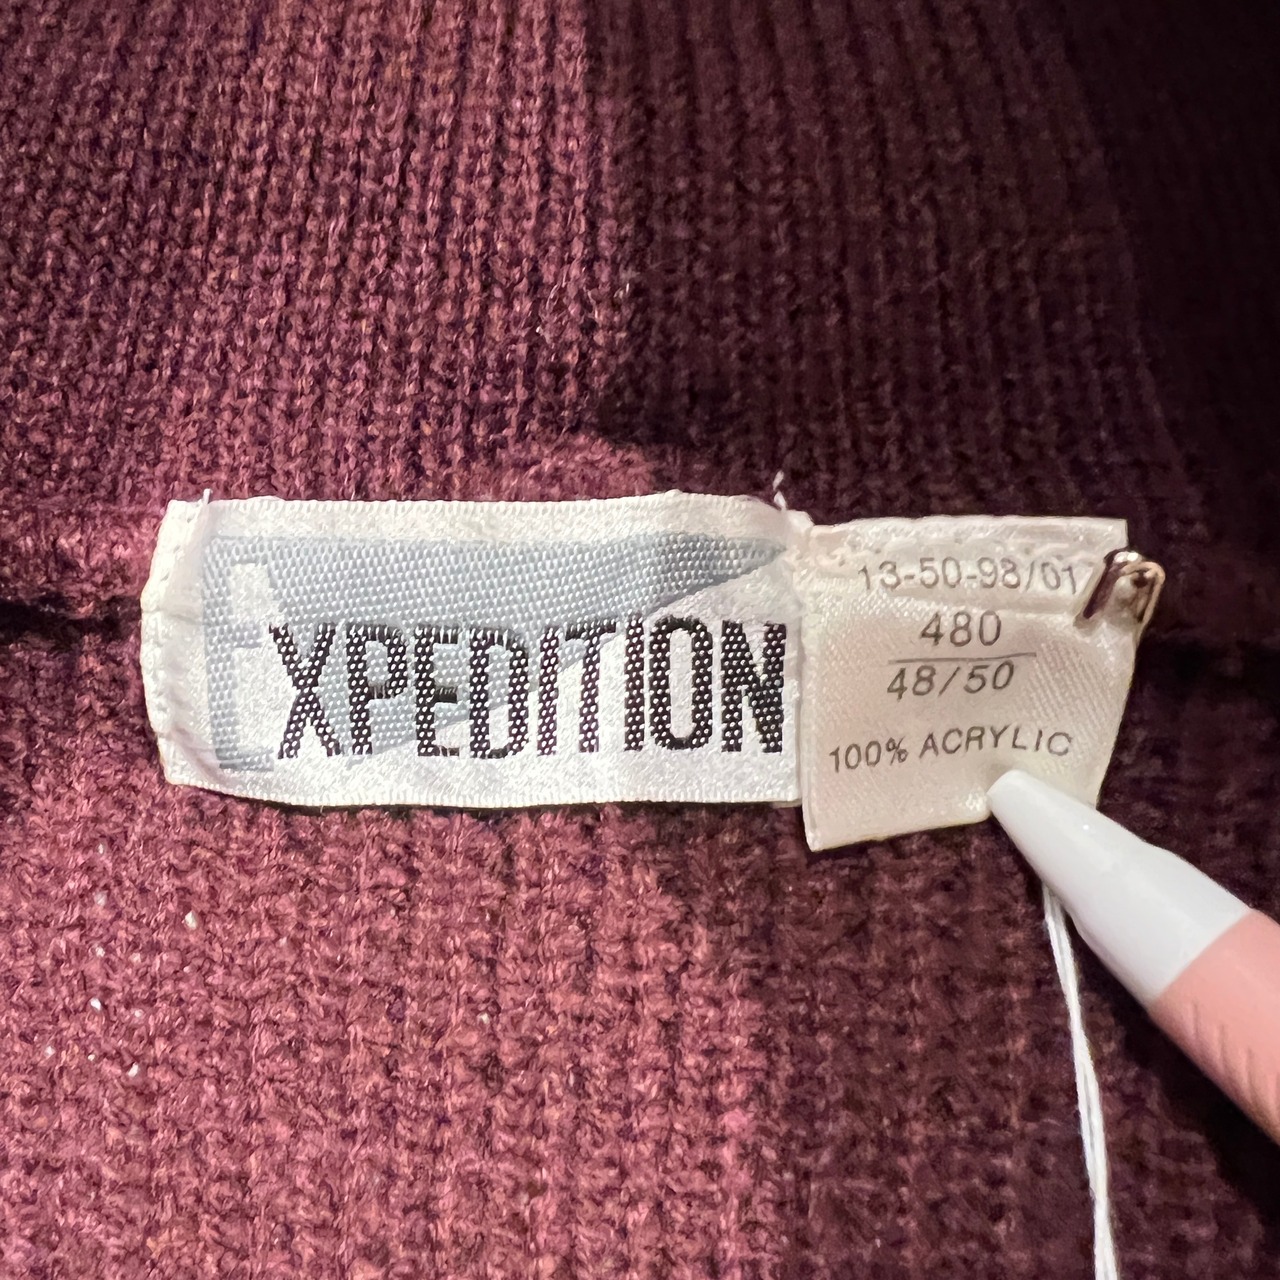 EXPEDITION
13-50-98/01
480
48/50
100% ACRYLIC